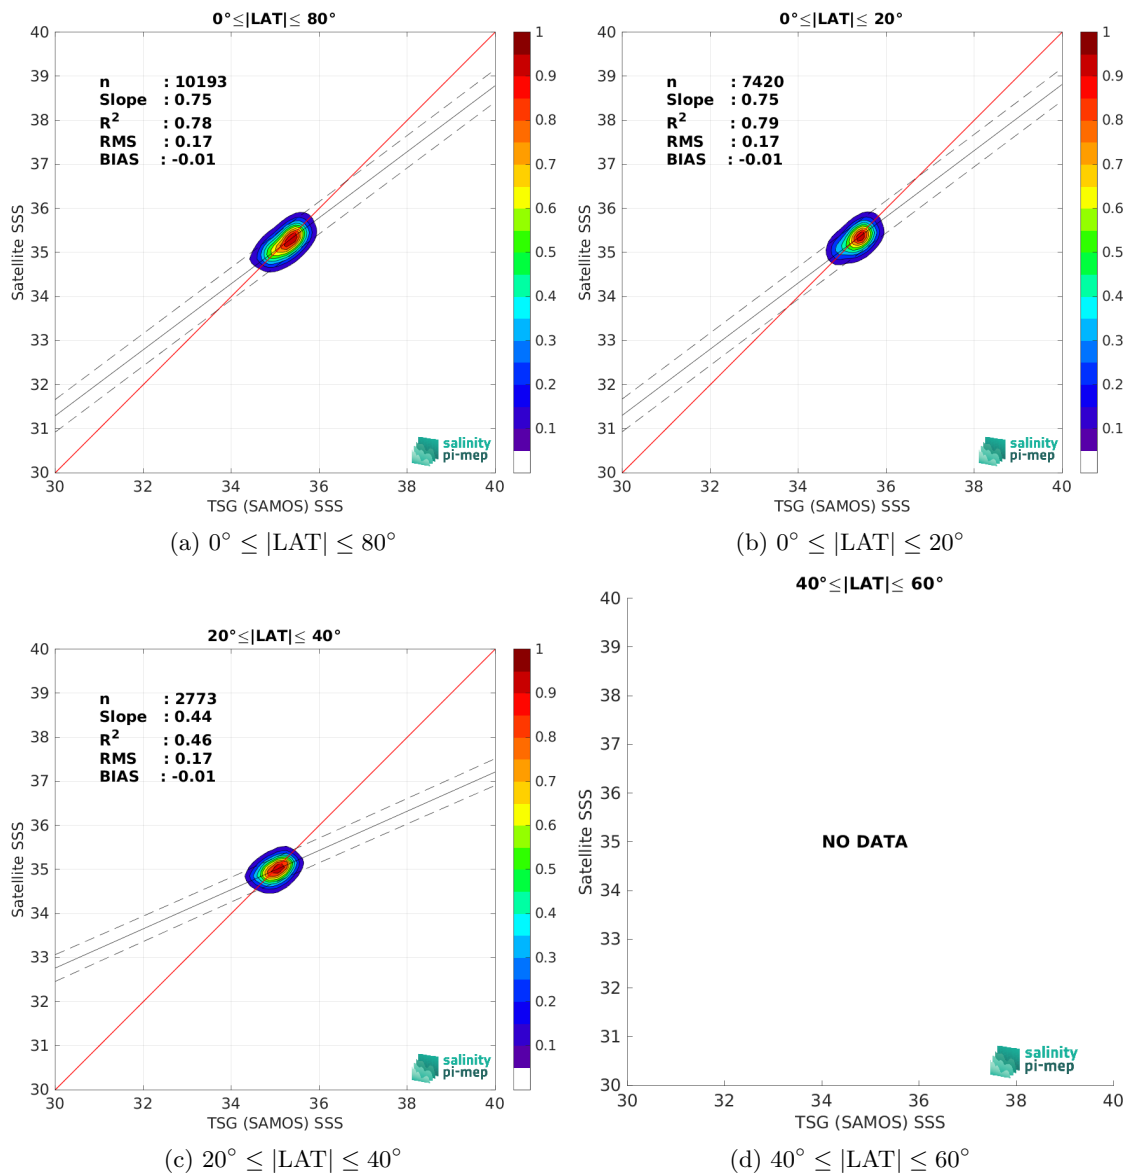 0°≤|LAT|≤ 80°
40
39
38
37
36
35
34
33
32
31
30
Satellite SSS
n : 10193
Slope : 0.75
R² : 0.78
RMS : 0.17
BIAS : -0.01
1
0.9
0.8
0.7
0.6
0.5
0.4
0.3
0.2
0.1
salinity
pi-mep
30 32 34 36 38 40
TSG (SAMOS) SSS
(a) 0° ≤ |LAT| ≤ 80°
0°≤|LAT|≤ 20°
40
39
38
37
36
35
34
33
32
31
30
Satellite SSS
n : 7420
Slope : 0.75
R² : 0.79
RMS : 0.17
BIAS : -0.01
1
0.9
0.8
0.7
0.6
0.5
0.4
0.3
0.2
0.1
salinity
pi-mep
30 32 34 36 38 40
TSG (SAMOS) SSS
(b) 0° ≤ |LAT| ≤ 20°
20°≤|LAT|≤ 40°
40
39
38
37
36
35
34
33
32
31
30
Satellite SSS
n : 2773
Slope : 0.44
R² : 0.46
RMS : 0.17
BIAS : -0.01
1
0.9
0.8
0.7
0.6
0.5
0.4
0.3
0.2
0.1
salinity
pi-mep
30 32 34 36 38 40
TSG (SAMOS) SSS
(c) 20° ≤ |LAT| ≤ 40°
40°≤|LAT|≤ 60°
40
39
38
37
36
35
34
33
32
31
30
Satellite SSS
NO DATA
salinity
pi-mep
30 32 34 36 38 40
TSG (SAMOS) SSS
(d) 40° ≤ |LAT| ≤ 60°